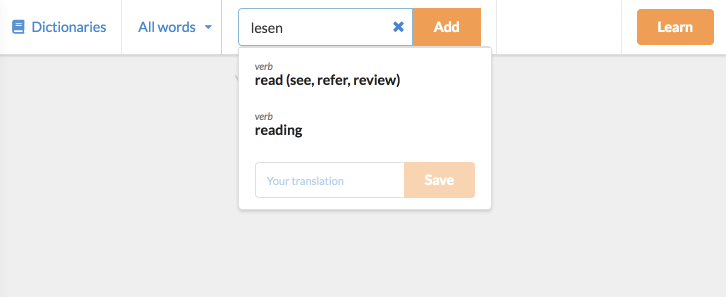 Dictionaries All words lesen Add Learn
verb
read (see, refer, review)
verb
reading
Your translation Save